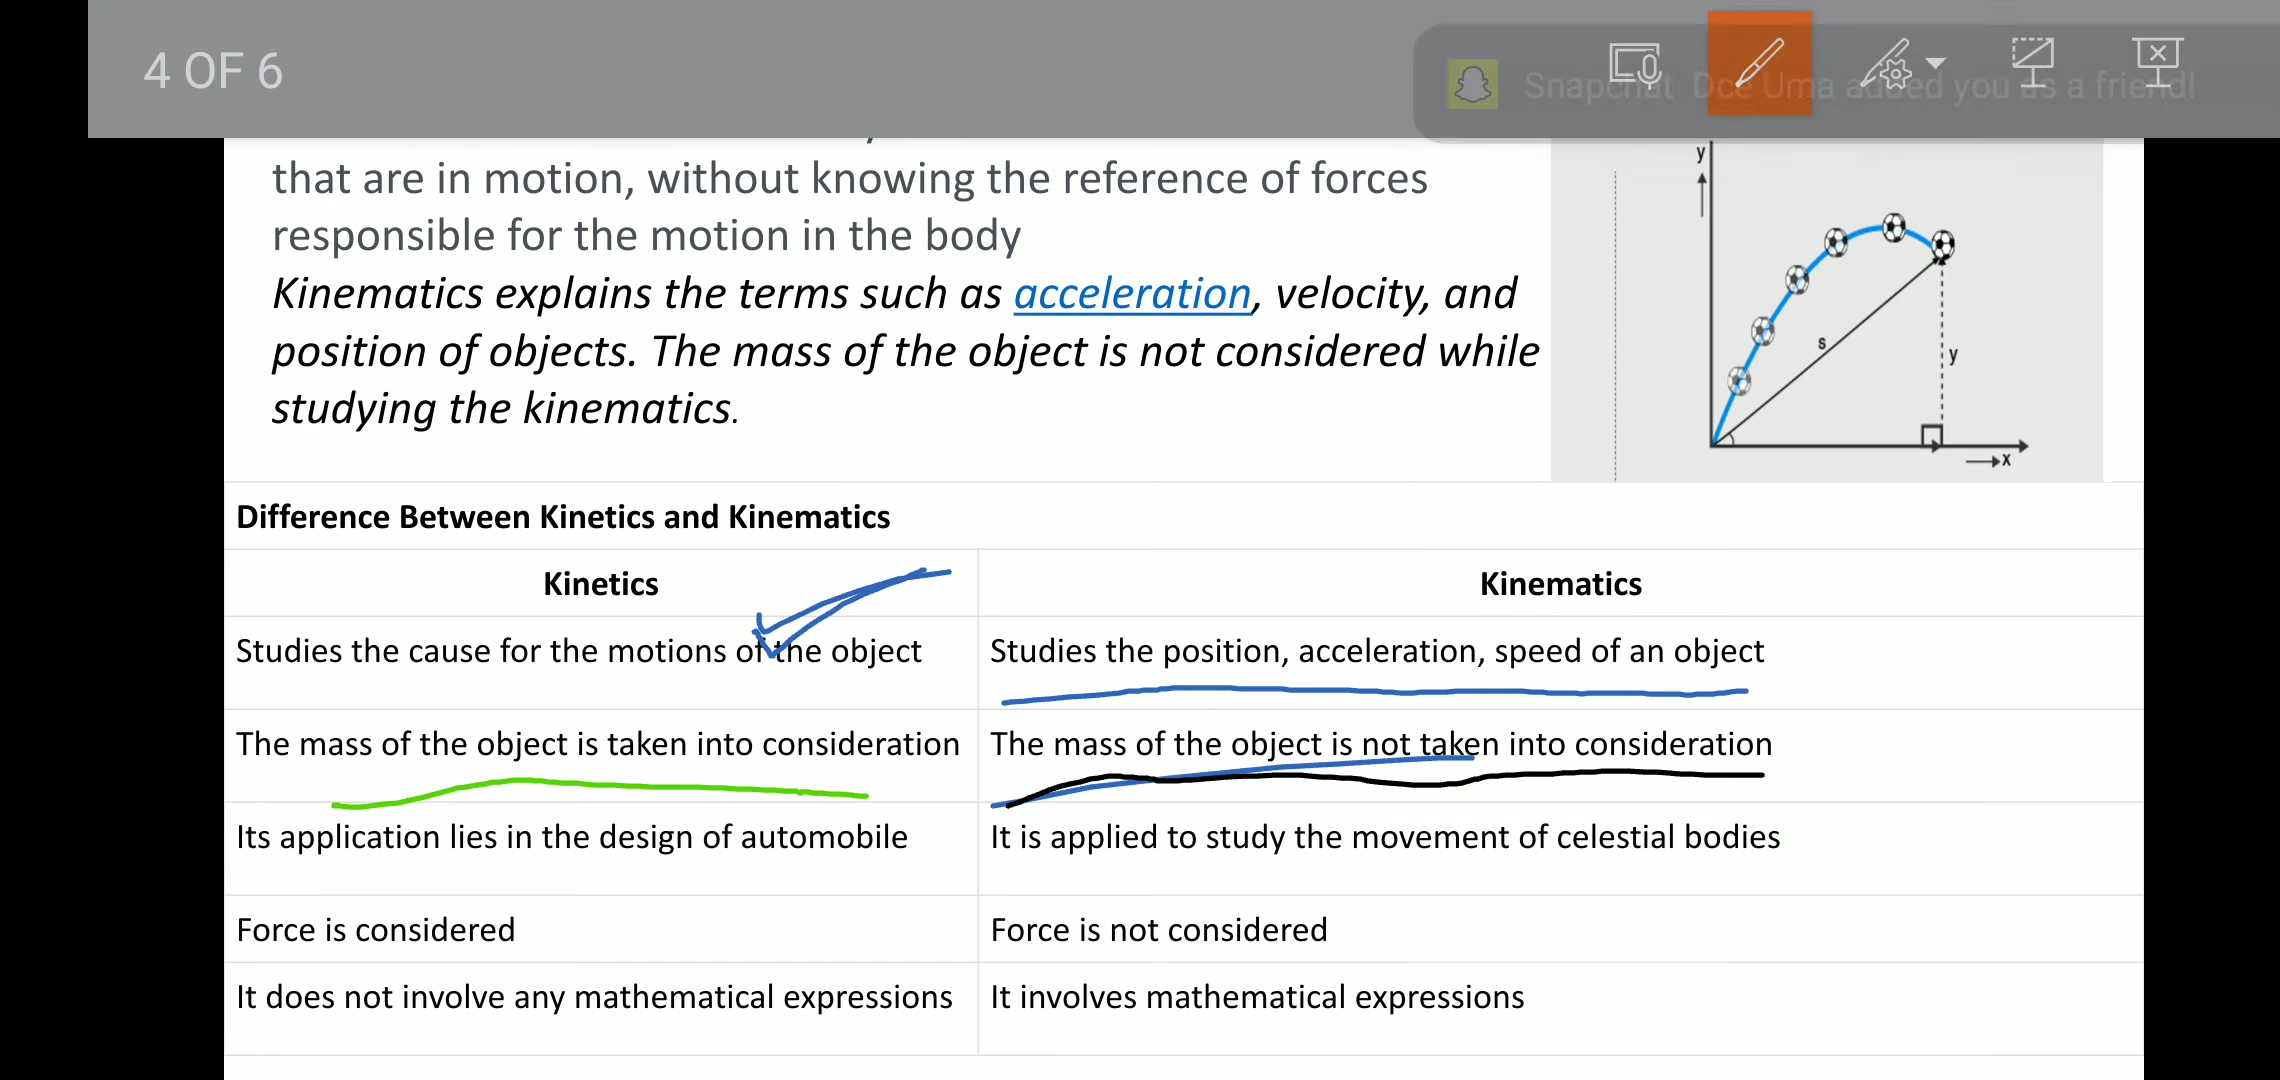 4 OF 6
Snapchat Dce Uma added you as a friend!
that are in motion, without knowing the reference of forces
responsible for the motion in the body
Kinematics explains the terms such as acceleration, velocity, and
position of objects. The mass of the object is not considered while
studying the kinematics.
y
s
y
x
Difference Between Kinetics and Kinematics
Kinetics
Kinematics
Studies the cause for the motions of the object
Studies the position, acceleration, speed of an object
The mass of the object is taken into consideration
The mass of the object is not taken into consideration
Its application lies in the design of automobile
It is applied to study the movement of celestial bodies
Force is considered
Force is not considered
It does not involve any mathematical expressions
It involves mathematical expressions